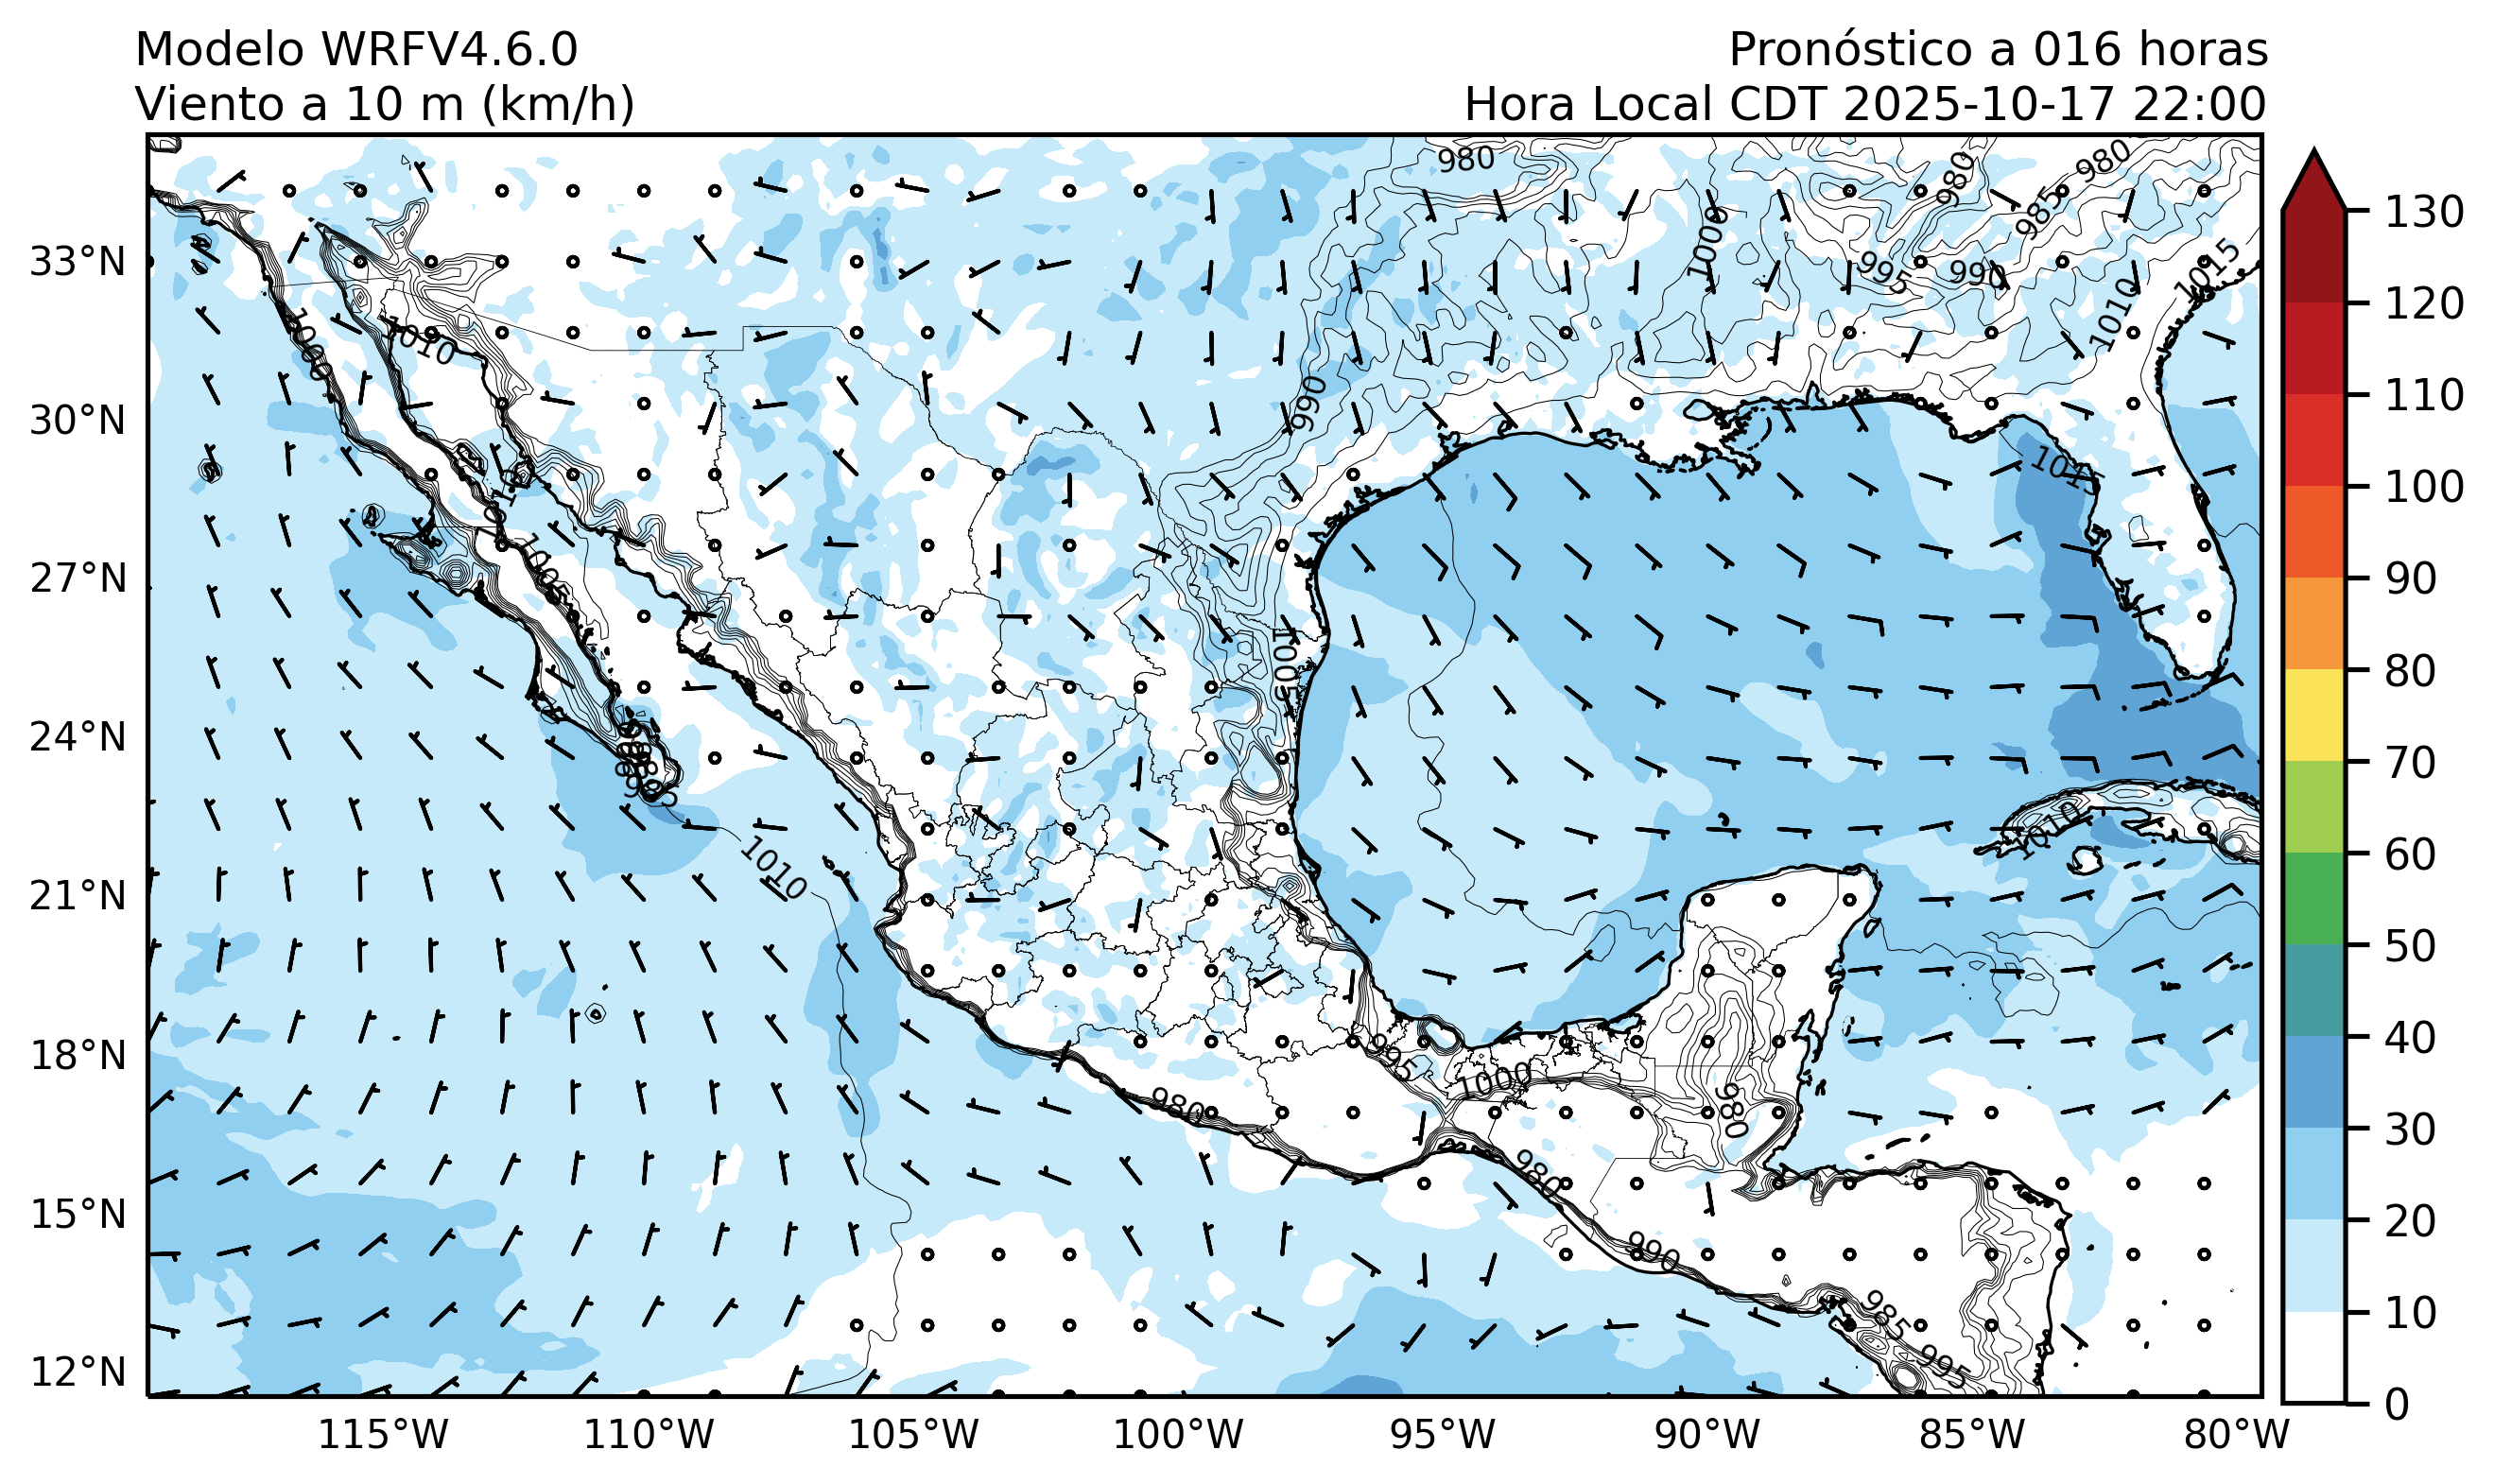 Modelo WRFV4.6.0
Pronóstico a 016 horas
Viento a 10 m (km/h)
Hora Local CDT 2025-10-17 22:00
980
980
980
985
1000
995
990
1015
1010
33°N
1000
1010
990
30°N
1015
1010
1005
27°N
1005
24°N
985
1010
1010
21°N
18°N
995
1000
980
980
980
15°N
990
985
995
12°N
115°W
110°W
105°W
100°W
95°W
90°W
85°W
80°W
130
120
110
100
90
80
70
60
50
40
30
20
10
0